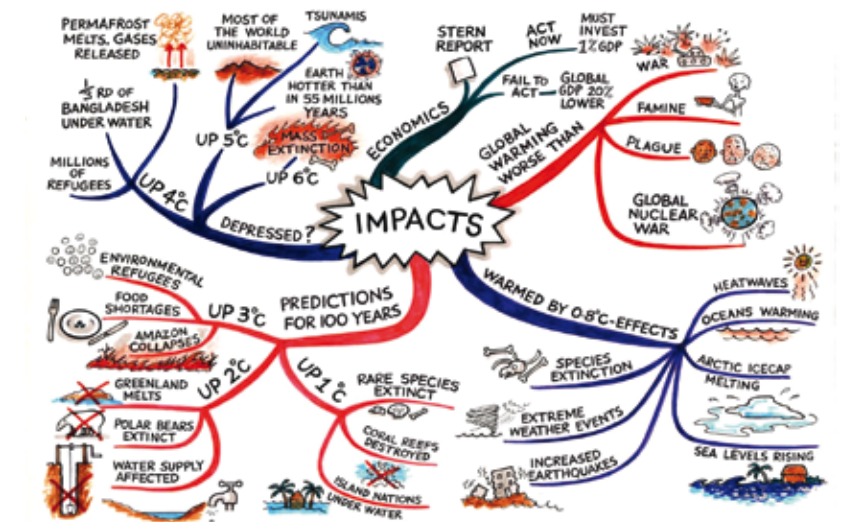 IMPACTS
ECONOMICS
STERN
REPORT
ACT
NOW
MUST
INVEST
1% GDP
FAIL TO
ACT
GLOBAL
GDP 20%
LOWER
GLOBAL
WARMING
WORSE THAN
WAR
FAMINE
PLAGUE
GLOBAL
NUCLEAR
WAR
WARMED BY 0.8°C-EFFECTS
HEATWAVES
OCEANS WARMING
ARCTIC ICECAP
MELTING
SEA LEVELS RISING
SPECIES
EXTINCTION
EXTREME
WEATHER EVENTS
INCREASED
EARTHQUAKES
PREDICTIONS
FOR 100 YEARS
UP 1°C
RARE SPECIES
EXTINCT
CORAL REEFS
DESTROYED
ISLAND NATIONS
UNDER WATER
UP 2°C
GREENLAND
MELTS
POLAR BEARS
EXTINCT
WATER SUPPLY
AFFECTED
UP 3°C
ENVIRONMENTAL
REFUGEES
FOOD
SHORTAGES
AMAZON
COLLAPSES
DEPRESSED?
UP 4°C
MILLIONS
OF
REFUGEES
⅓ RD OF
BANGLADESH
UNDER WATER
PERMAFROST
MELTS, GASES
RELEASED
UP 5°C
MOST OF
THE WORLD
UNINHABITABLE
TSUNAMIS
EARTH
HOTTER THAN
IN 55 MILLIONS
YEARS
UP 6°C
MASS
EXTINCTION